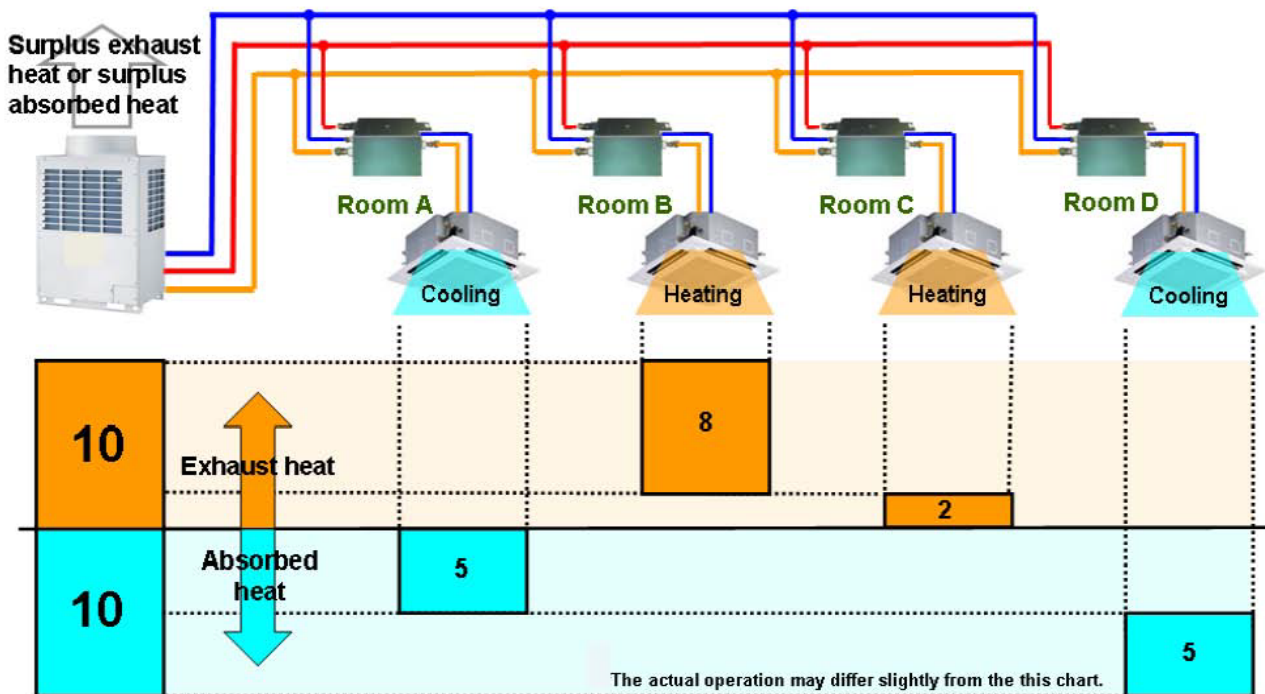 Surplus exhaust
heat or surplus
absorbed heat
Room A
Room B
Room C
Room D
Cooling
Heating
Heating
Cooling
10
Exhaust heat
8
2
10
Absorbed
heat
5
5
The actual operation may differ slightly from the this chart.